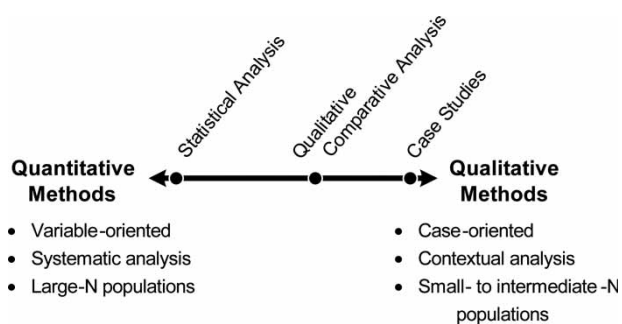 Statistical Analysis
Qualitative
Comparative Analysis
Case Studies
Quantitative
Methods
Qualitative
Methods
• Variable-oriented
• Systematic analysis
• Large-N populations
• Case-oriented
• Contextual analysis
• Small- to intermediate -N
populations